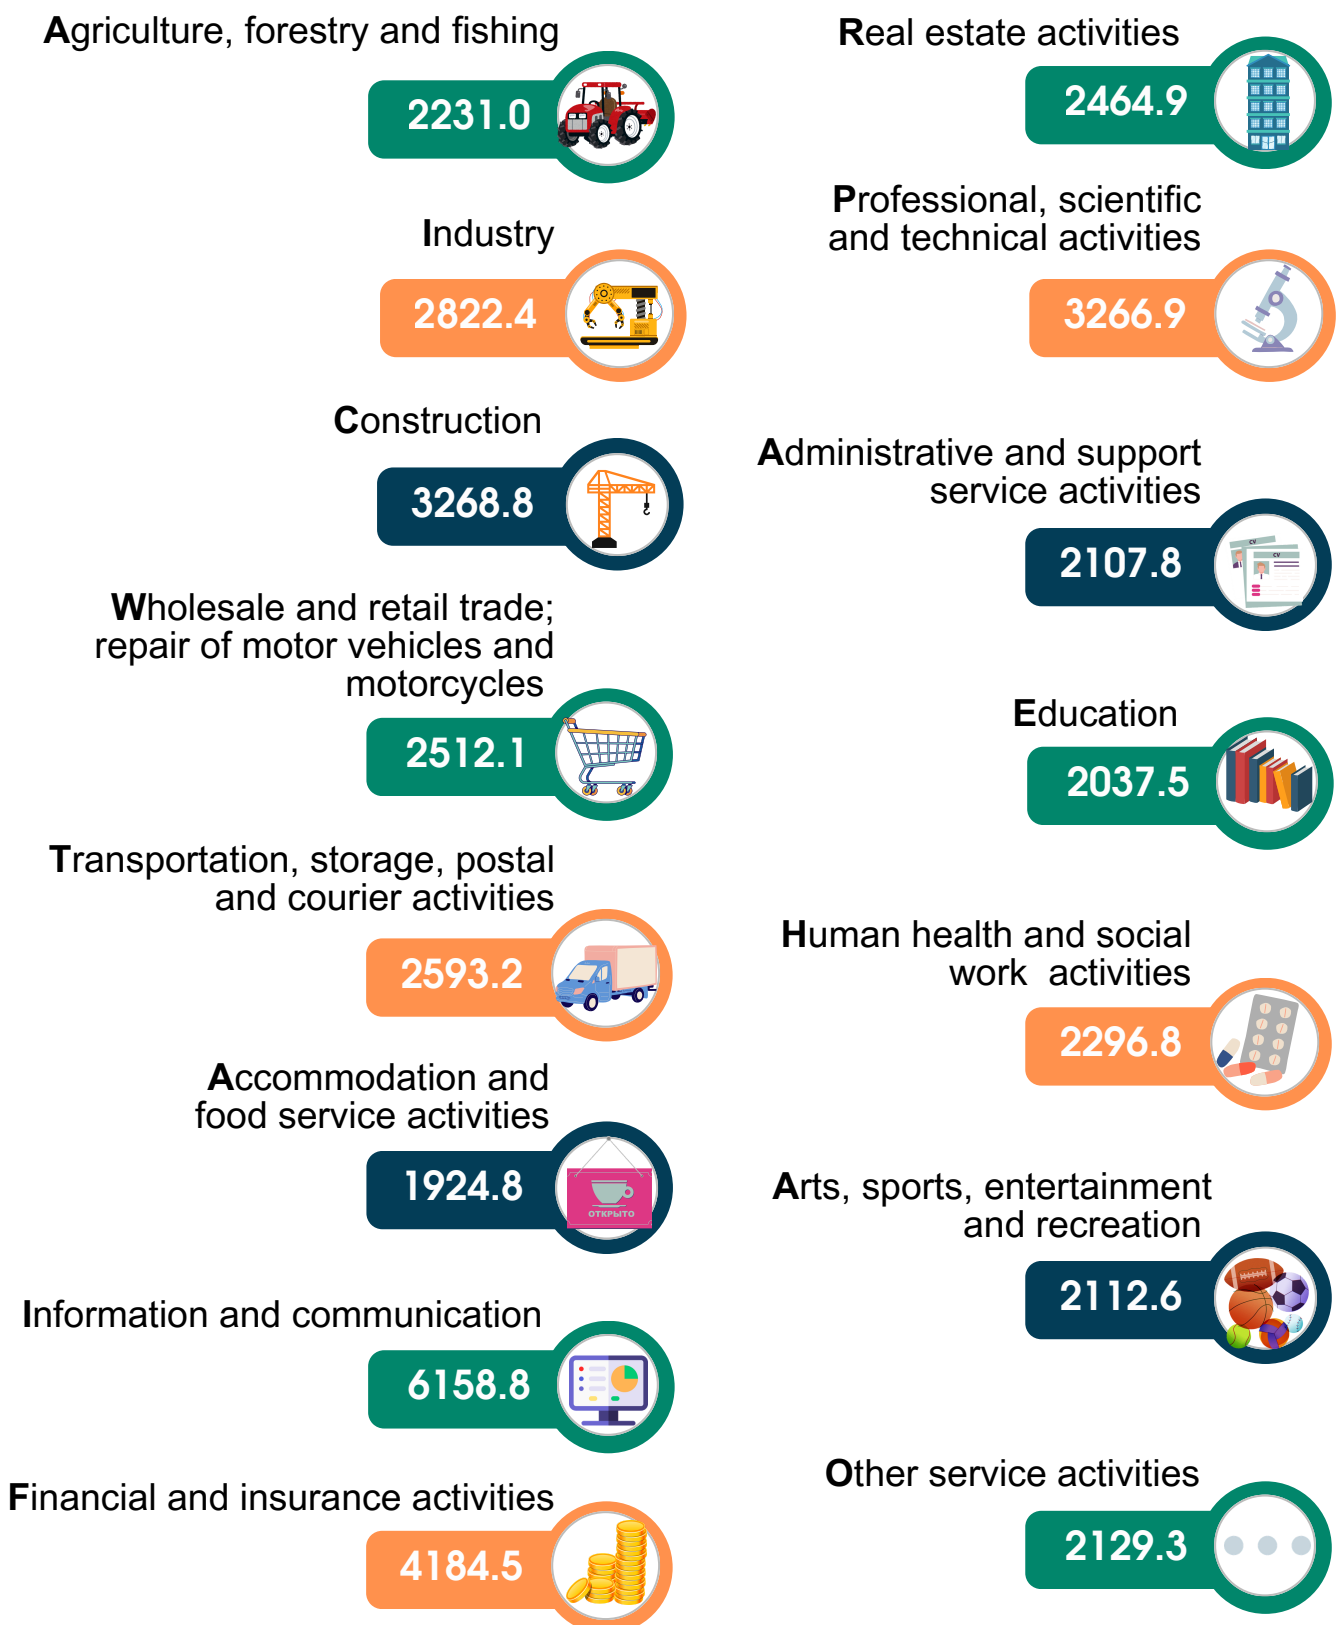 Agriculture, forestry and fishing
2231.0
Industry
2822.4
Construction
3268.8
Wholesale and retail trade;
repair of motor vehicles and
motorcycles
2512.1
Transportation, storage, postal
and courier activities
2593.2
Accommodation and
food service activities
1924.8
ОТКРЫТО
Information and communication
6158.8
Financial and insurance activities
4184.5
Real estate activities
2464.9
Professional, scientific
and technical activities
3266.9
Administrative and support
service activities
2107.8
CV
CV
Education
2037.5
Human health and social
work activities
2296.8
Arts, sports, entertainment
and recreation
2112.6
Other service activities
2129.3